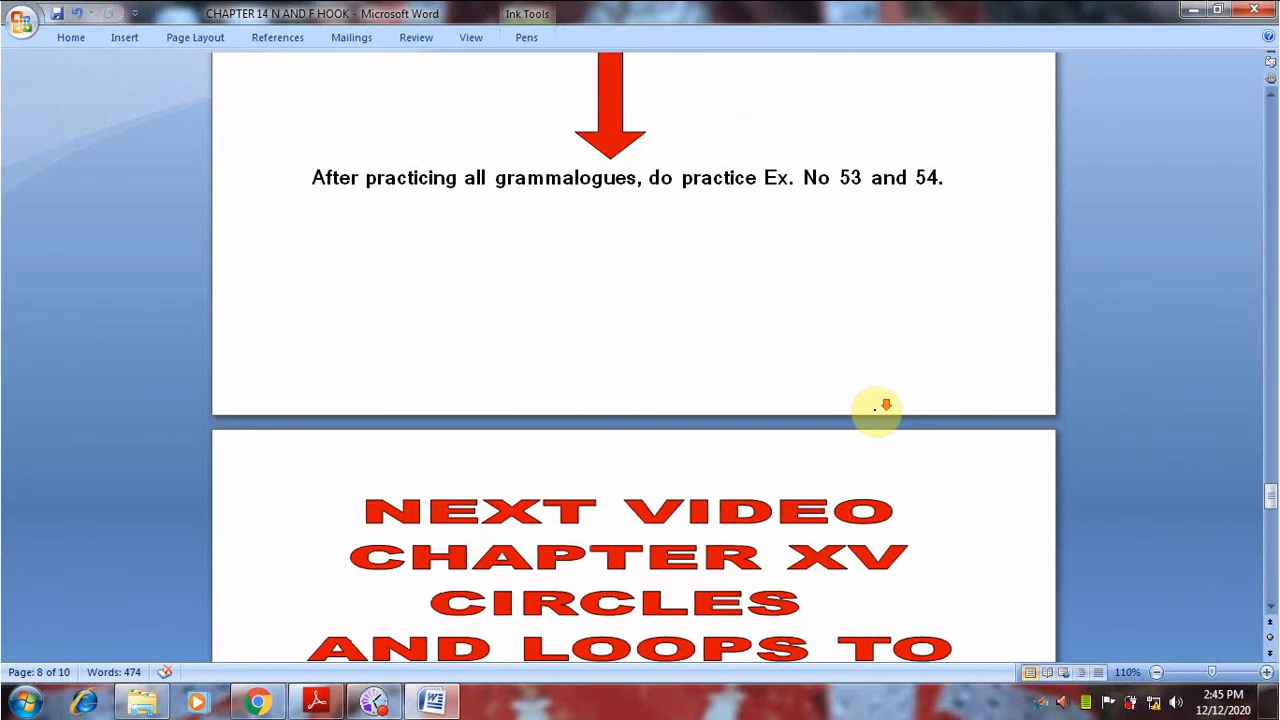 CHAPTER 14 N AND F HOOK - Microsoft Word
Ink Tools
Home Insert Page Layout References Mailings Review View Pens
After practicing all grammalogues, do practice Ex. No 53 and 54.
NEXT VIDEO
CHAPTER XV
CIRCLES
AND LOOPS TO
Page: 8 of 10 Words: 474 110%
2:45 PM
12/12/2020